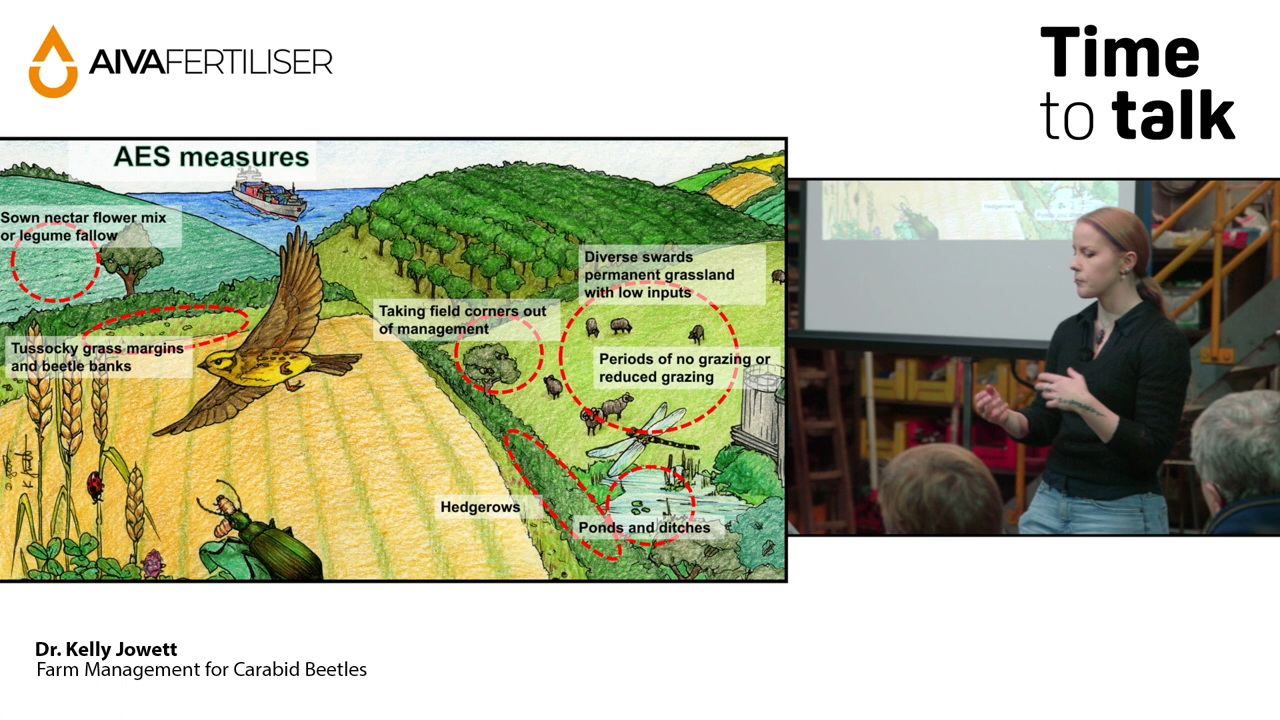 AIVAFERTILISER
Time
to talk
AES measures
Sown nectar flower mix
or legume fallow
Diverse swards
permanent grassland
with low inputs
Taking field corners out
of management
Tussocky grass margins
and beetle banks
Periods of no grazing or
reduced grazing
Hedgerows
Ponds and ditches
Hedgerows
Dr. Kelly Jowett
Farm Management for Carabid Beetles